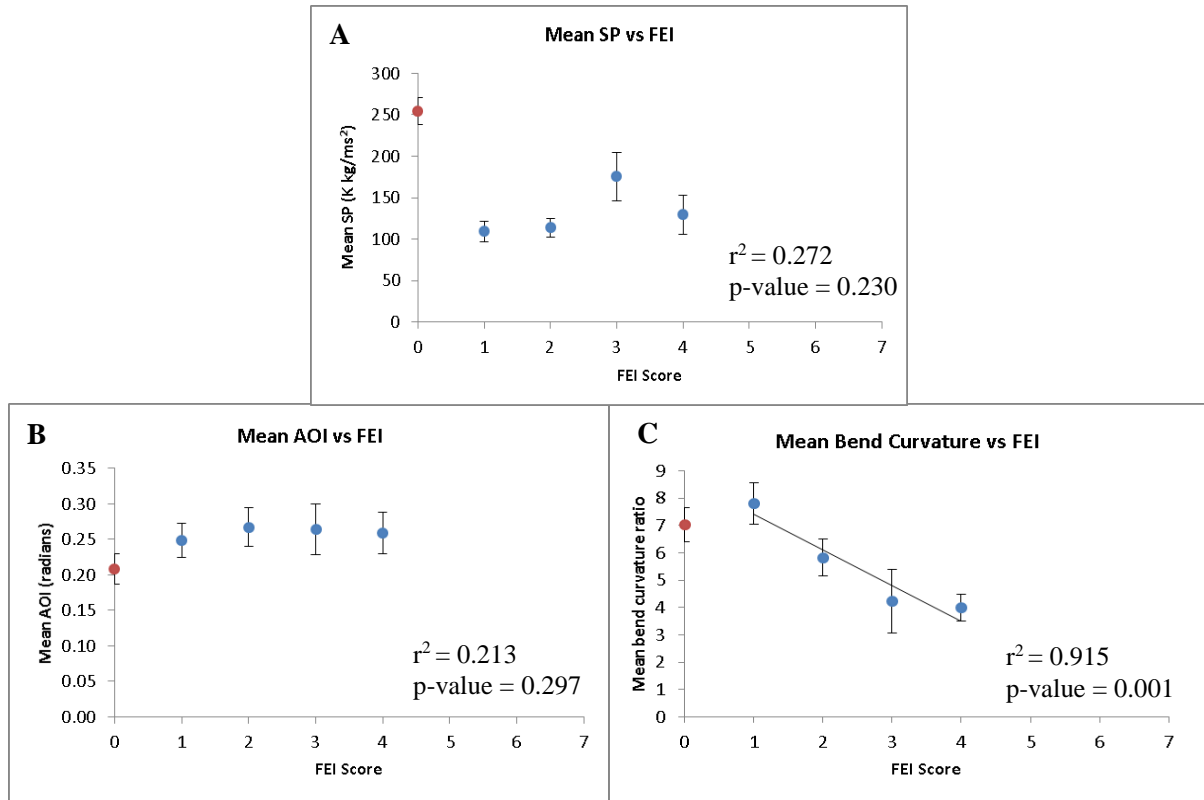 A
Mean SP vs FEI
Mean SP (K kg/ms²)
300
250
200
150
100
50
0
0 1 2 3 4 5 6 7
FEI Score
r² = 0.272
p-value = 0.230
B
Mean AOI vs FEI
Mean AOI (radians)
0.35
0.30
0.25
0.20
0.15
0.10
0.05
0.00
0 1 2 3 4 5 6 7
FEI Score
r² = 0.213
p-value = 0.297
C
Mean Bend Curvature vs FEI
Mean bend curvature ratio
9
8
7
6
5
4
3
2
1
0
0 1 2 3 4 5 6 7
FEI Score
r² = 0.915
p-value = 0.001